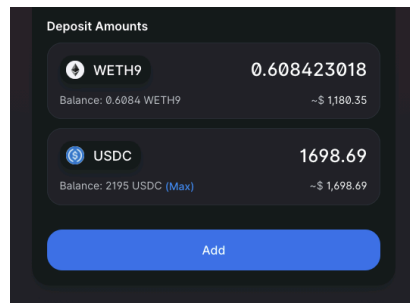 Deposit Amounts
WETH9 0.608423018
Balance: 0.6084 WETH9 ~$ 1,180.35
USDC 1698.69
Balance: 2195 USDC (Max) ~$ 1,698.69
Add